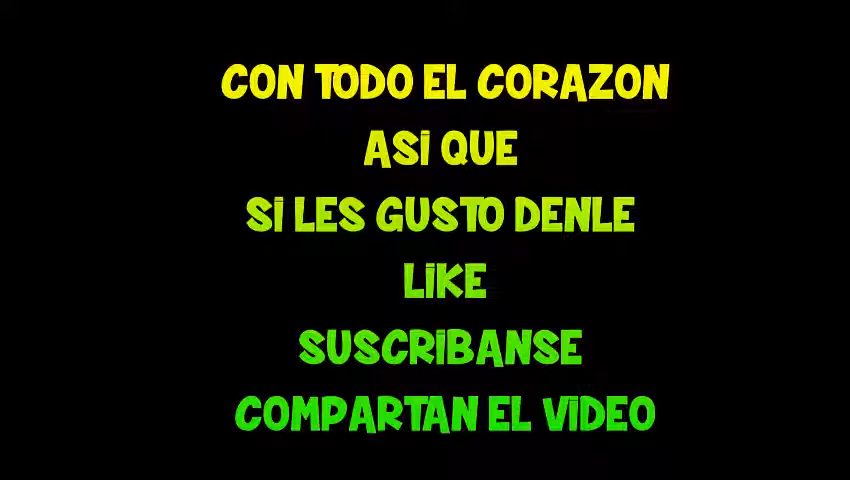 CON TODO EL CORAZON
ASi QUE
Si LES GUSTO DENLE
LiKE
SUSCRiBANSE
COMPARTAN EL ViDEO